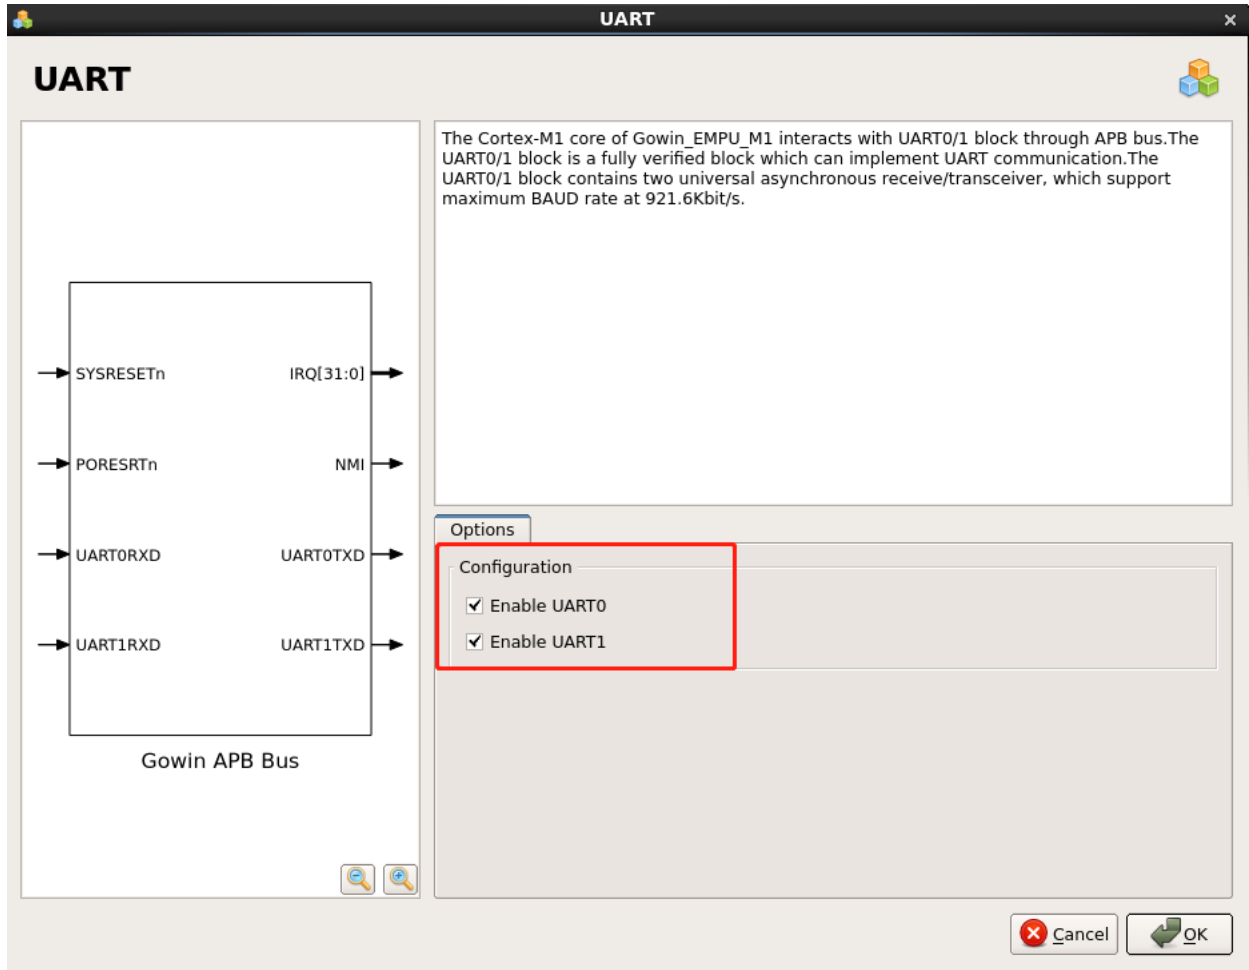 UART
UART
The Cortex-M1 core of Gowin_EMPU_M1 interacts with UART0/1 block through APB bus.The
UART0/1 block is a fully verified block which can implement UART communication.The
UART0/1 block contains two universal asynchronous receive/transceiver, which support
maximum BAUD rate at 921.6Kbit/s.
SYSRESETn IRQ[31:0]
PORESRTn NMI
UART0RXD UART0TXD
UART1RXD UART1TXD
Gowin APB Bus
Options
Configuration
Enable UART0
Enable UART1
Cancel OK